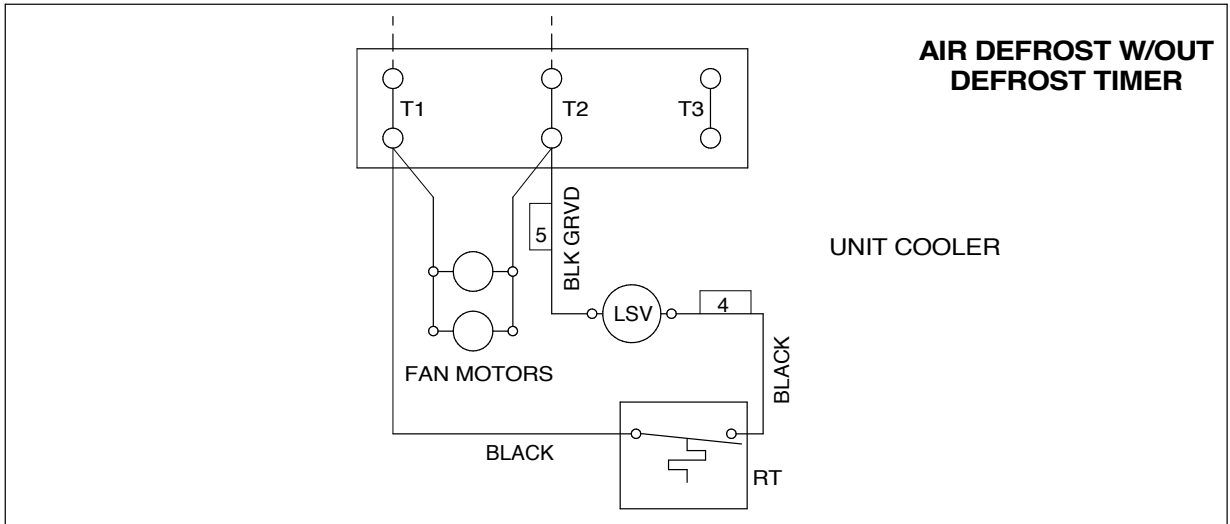 AIR DEFROST W/OUT
DEFROST TIMER
T1
T2
T3
5
BLK GRVD
UNIT COOLER
LSV
4
FAN MOTORS
BLACK
BLACK
RT